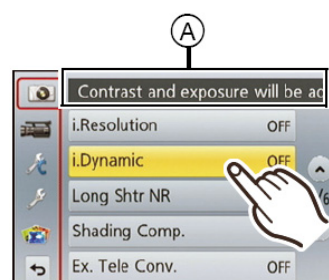 A
Contrast and exposure will be ad
i.Resolution OFF
i.Dynamic OFF
Long Shtr NR
/6
Shading Comp.
Ex. Tele Conv. OFF